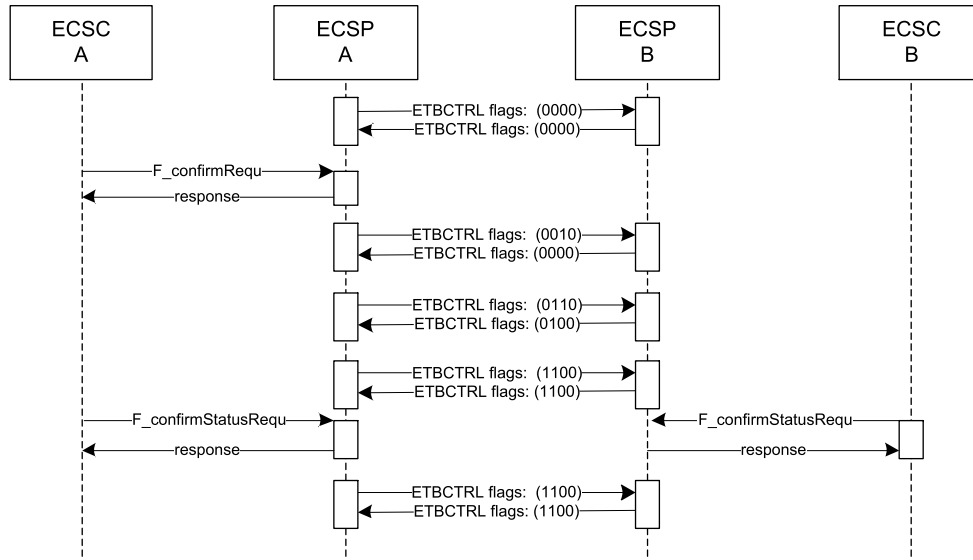 ECSC
A
ECSP
A
ECSP
B
ECSC
B
ETBCTRL flags: (0000)
ETBCTRL flags: (0000)
F_confirmRequ
response
ETBCTRL flags: (0010)
ETBCTRL flags: (0000)
ETBCTRL flags: (0110)
ETBCTRL flags: (0100)
ETBCTRL flags: (1100)
ETBCTRL flags: (1100)
F_confirmStatusRequ
F_confirmStatusRequ
response
response
ETBCTRL flags: (1100)
ETBCTRL flags: (1100)